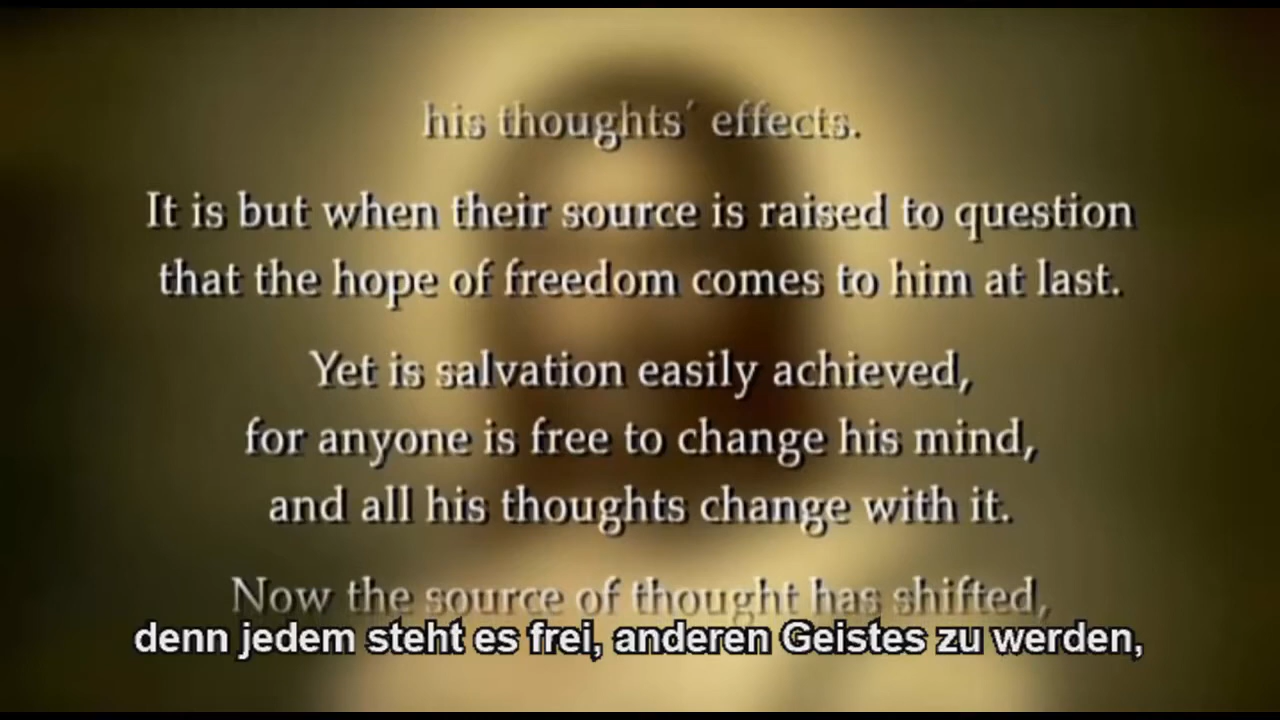 his thoughts´ effects.
It is but when their source is raised to question
that the hope of freedom comes to him at last.
Yet is salvation easily achieved,
for anyone is free to change his mind,
and all his thoughts change with it.
Now the source of thought has shifted,
denn jedem steht es frei, anderen Geistes zu werden,